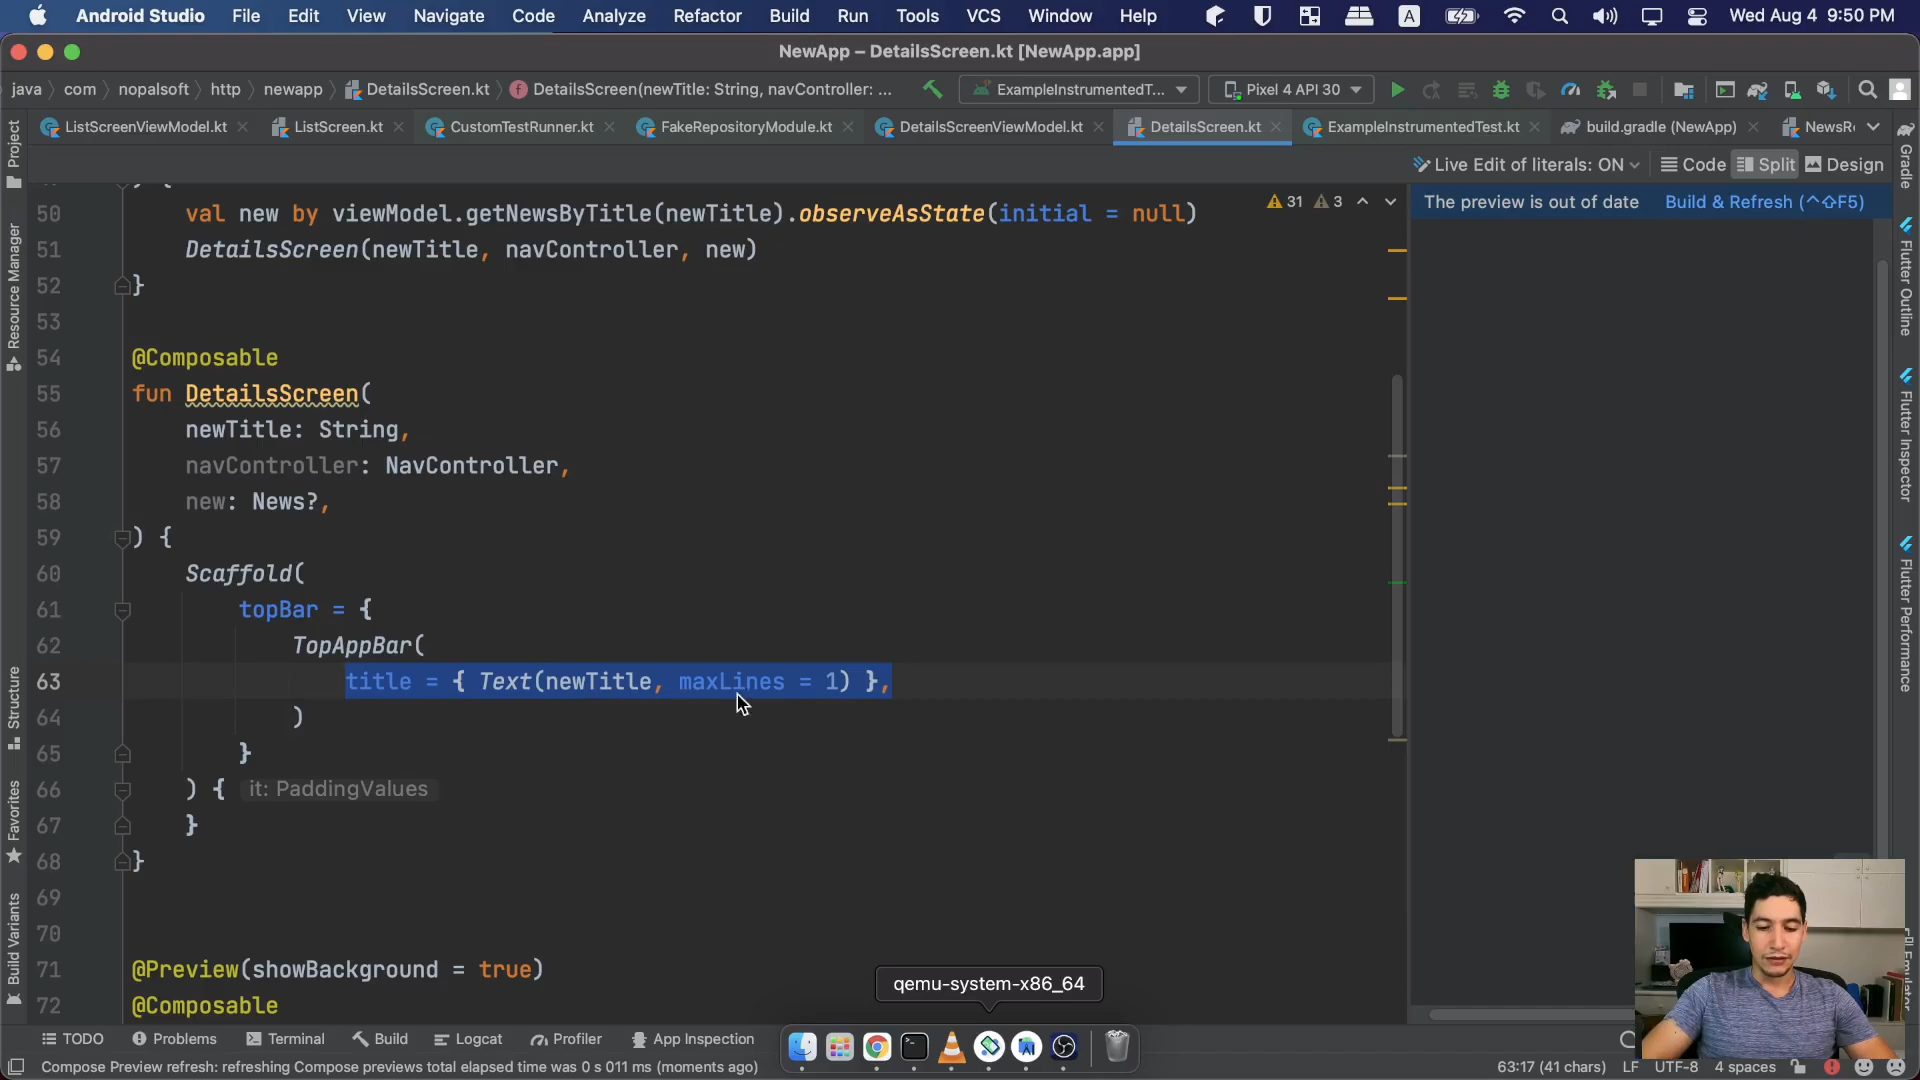 Android Studio File Edit View Navigate Code Analyze Refactor Build Run Tools VCS Window Help A Wed Aug 4 9:50 PM
NewApp – DetailsScreen.kt [NewApp.app]
java com nopalsoft http newapp DetailsScreen.kt DetailsScreen(newTitle: String, navController: ... ExampleInstrumentedT... Pixel 4 API 30
ListScreenViewModel.kt ListScreen.kt CustomTestRunner.kt FakeRepositoryModule.kt DetailsScreenViewModel.kt DetailsScreen.kt ExampleInstrumentedTest.kt build.gradle (NewApp) NewsR
Live Edit of literals: ON Code Split Design
31 3
The preview is out of date Build & Refresh (^⇧F5)
50 val new by viewModel.getNewsByTitle(newTitle).observeAsState(initial = null)
51 DetailsScreen(newTitle, navController, new)
52 }
53
54 @Composable
55 fun DetailsScreen(
56 newTitle: String,
57 navController: NavController,
58 new: News?,
59 ) {
60 Scaffold(
61 topBar = {
62 TopAppBar(
63 title = { Text(newTitle, maxLines = 1) },
64 )
65 }
66 ) { it: PaddingValues
67 }
68 }
69
70
71 @Preview(showBackground = true)
72 @Composable
Project
Resource Manager
Structure
Favorites
Build Variants
Gradle
Flutter Outline
Flutter Inspector
Flutter Performance
qemu-system-x86_64
TODO Problems Terminal Build Logcat Profiler App Inspection
Compose Preview refresh: refreshing Compose previews total elapsed time was 0 s 011 ms (moments ago) 63:17 (41 chars) LF UTF-8 4 spaces